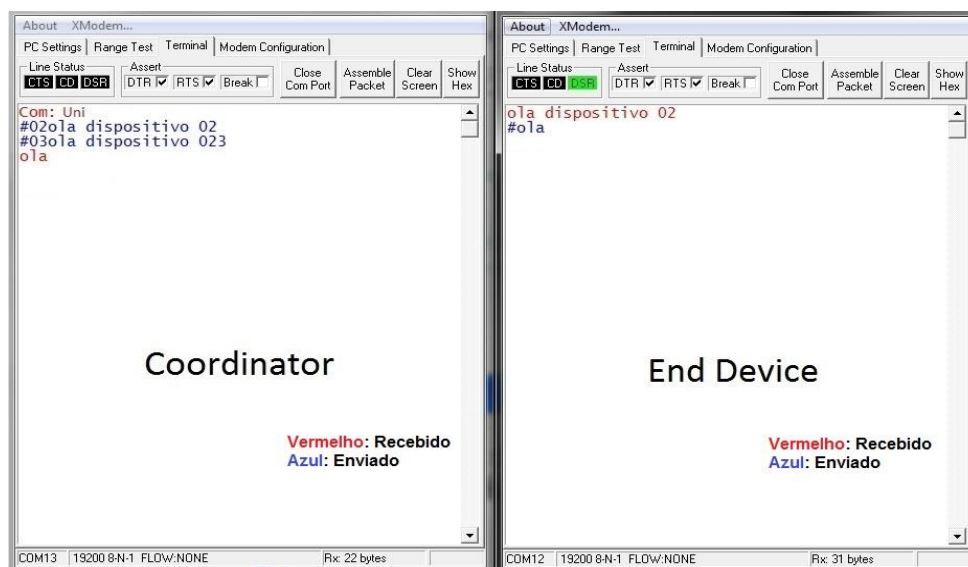 About XModem...
PC Settings Range Test Terminal Modem Configuration
Line Status Assert
CTS CD DSR DTR RTS Break
Close Com Port
Assemble Packet
Clear Screen
Show Hex
Com: Uni
#02ola dispositivo 02
#03ola dispositivo 023
ola
Coordinator
Vermelho: Recebido
Azul: Enviado
COM13 19200 8-N-1 FLOW:NONE Rx: 22 bytes
About XModem...
PC Settings Range Test Terminal Modem Configuration
Line Status Assert
CTS CD DSR DTR RTS Break
Close Com Port
Assemble Packet
Clear Screen
Show Hex
ola dispositivo 02
#ola
End Device
Vermelho: Recebido
Azul: Enviado
COM12 19200 8-N-1 FLOW:NONE Rx: 31 bytes